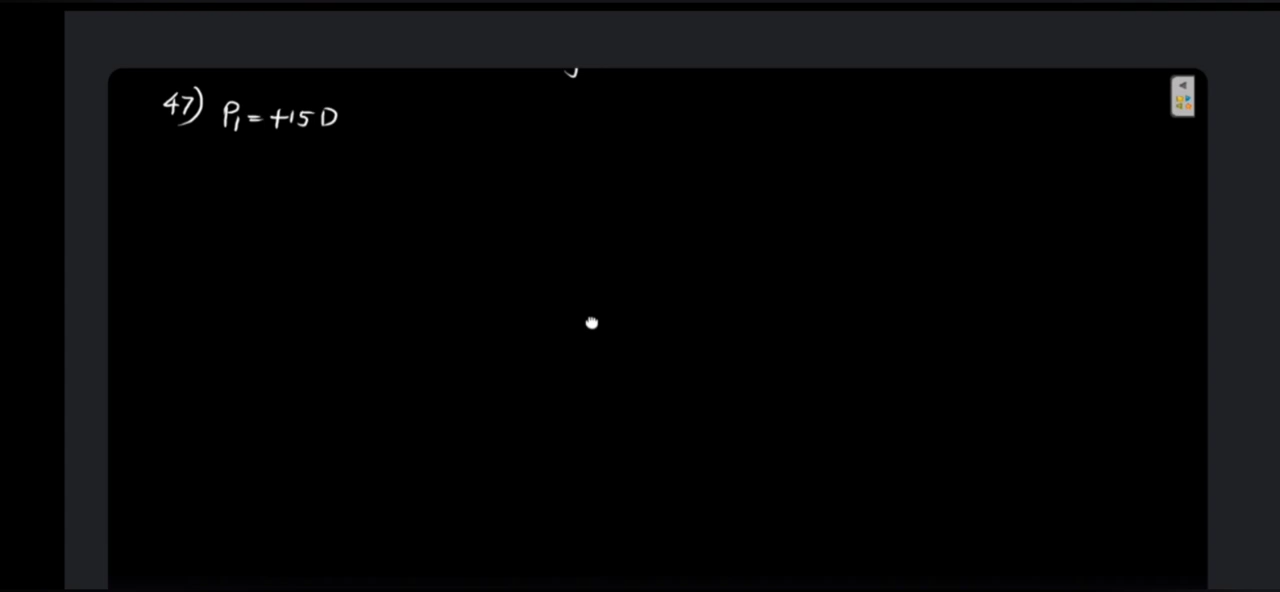 47) P₁ = +15 D